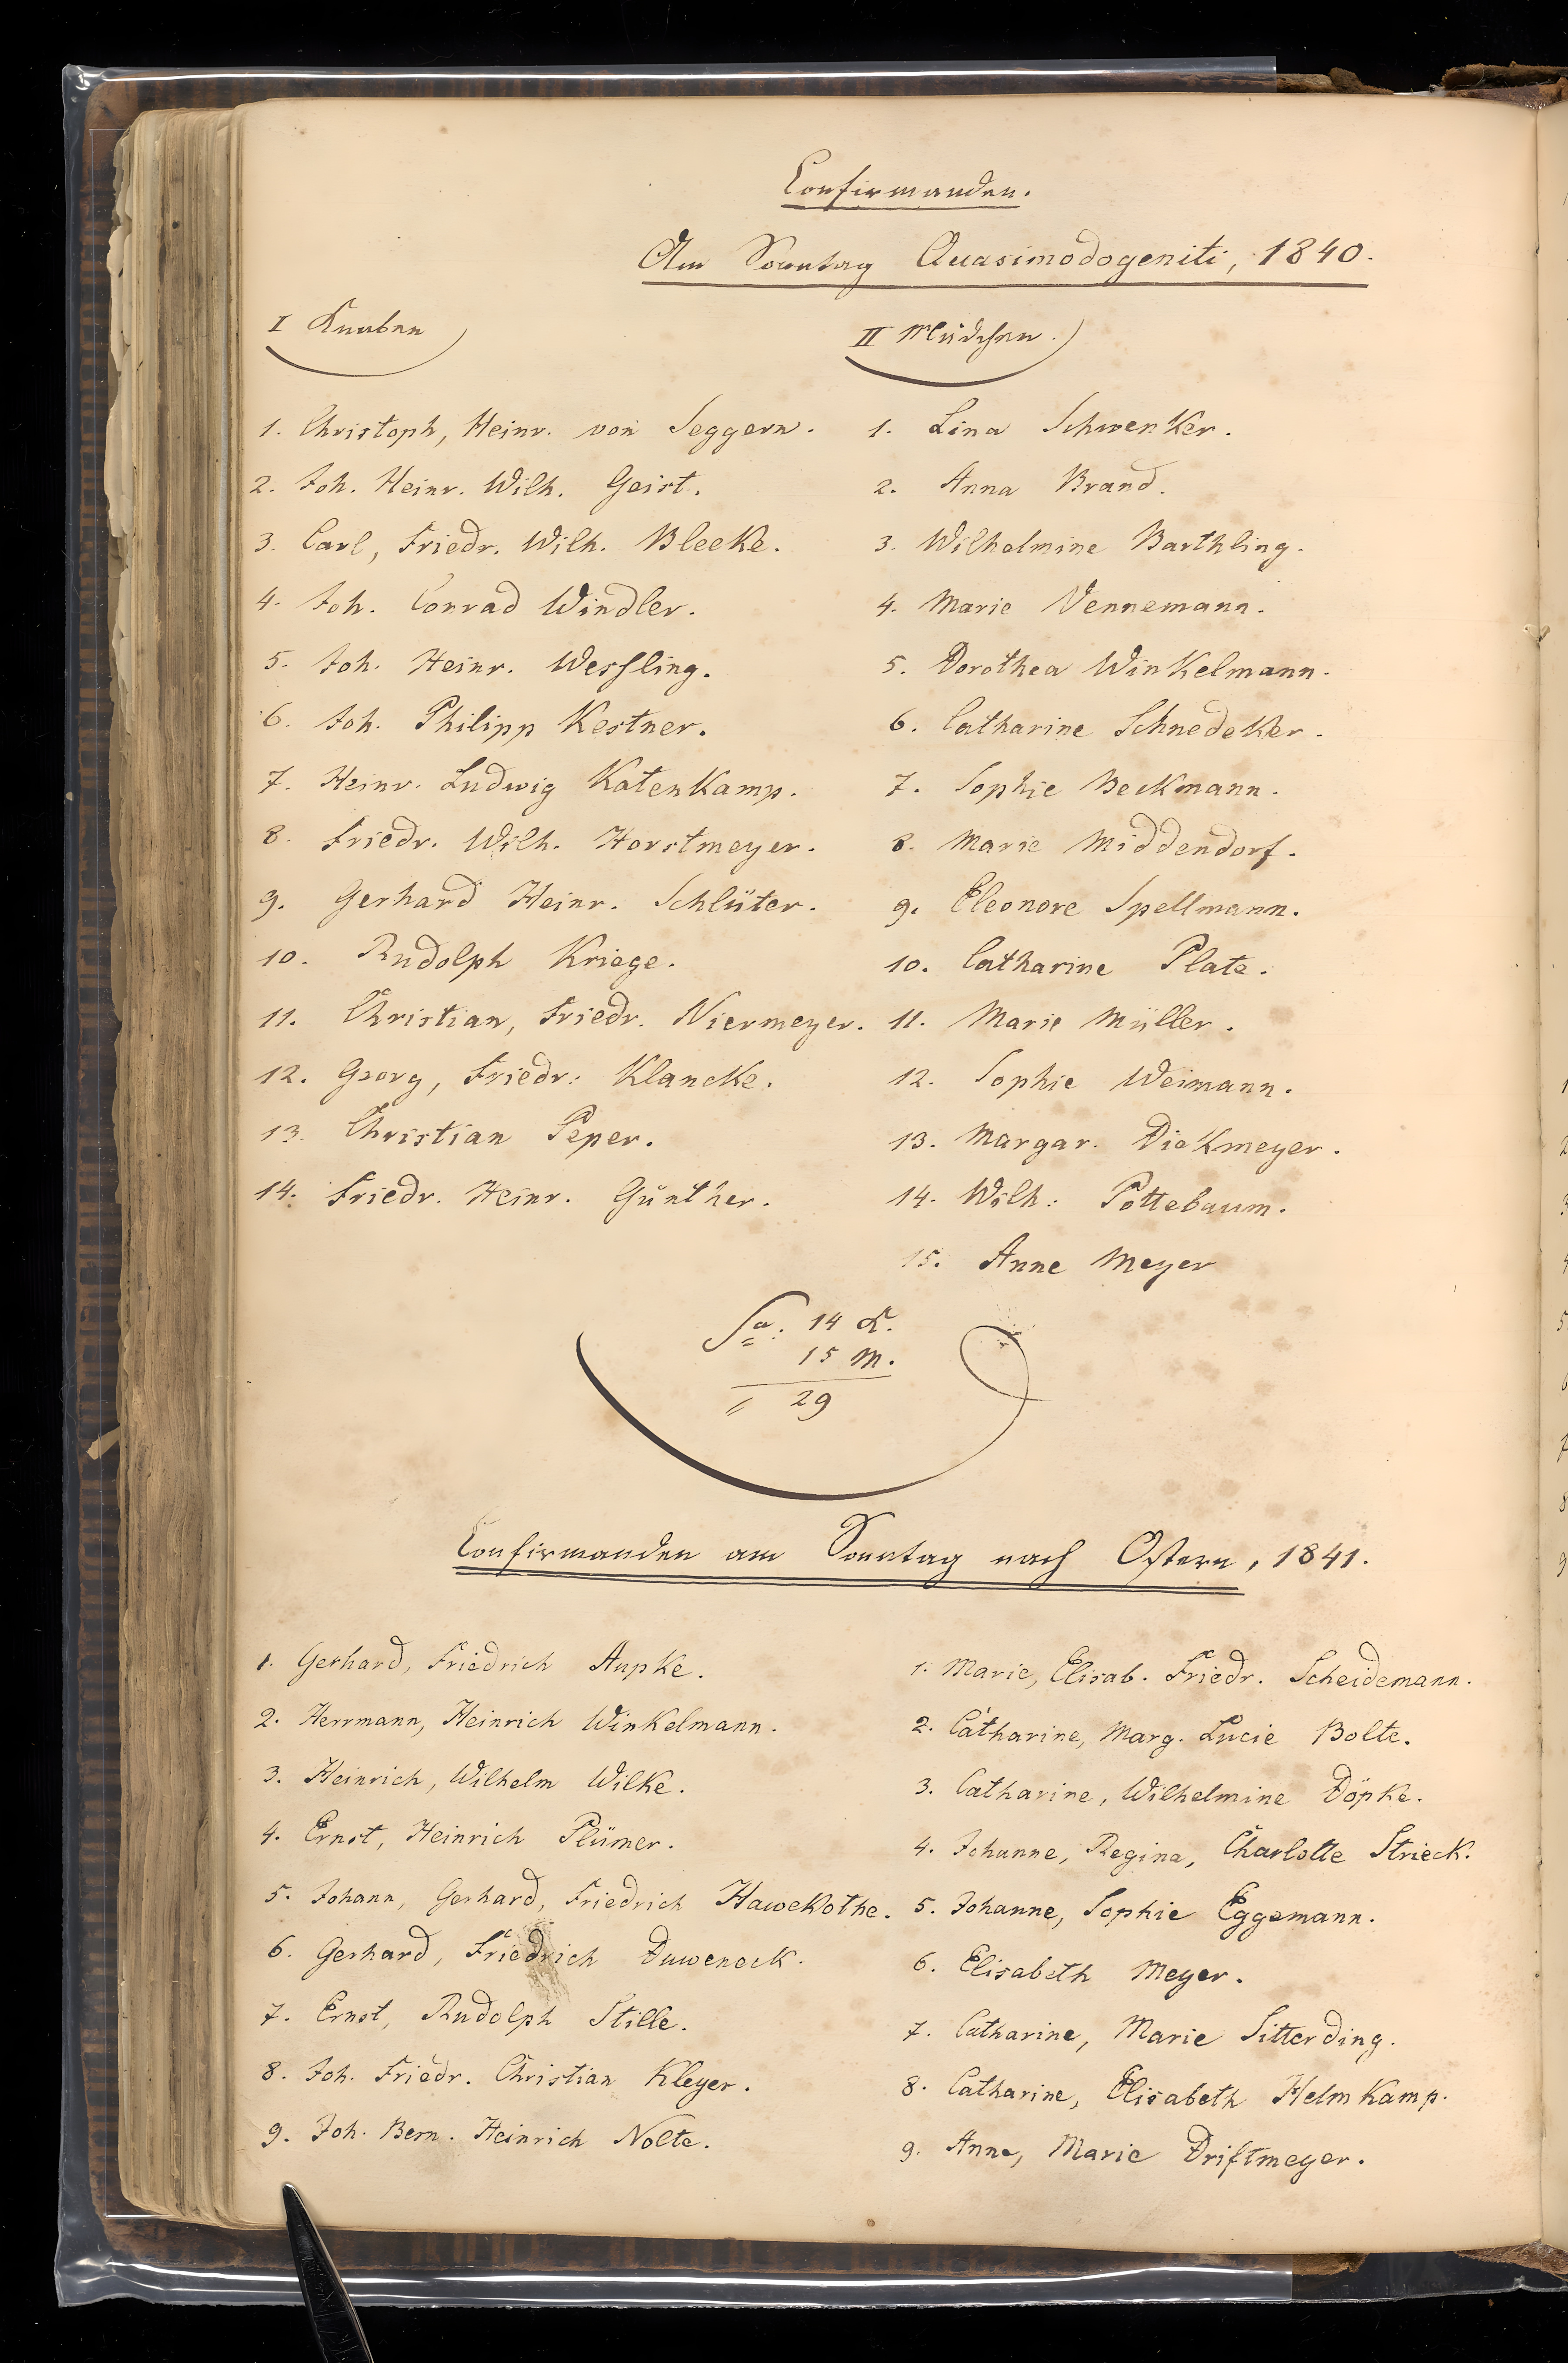 Confirmanden.
Am Sonntag Quasimodogeniti, 1840.
I Knaben
1. Christoph, Heinr. von Seggern.
2. Joh. Heinr. Wilh. Geist.
3. Carl, Friedr. Wilh. Bleeke.
4. Joh. Conrad Windler.
5. Joh. Heinr. Wessling.
6. Joh. Philipp Kestner.
7. Heinr. Ludwig Katenkamp.
8. Friedr. Wilh. Horstmeyer.
9. Gerhard Heinr. Schlüter.
10. Rudolph Kriege.
11. Christian, Friedr. Niermeyer.
12. Georg, Friedr: Klancke.
13. Christian Peper.
14. Friedr. Heinr. Günther.
II Mädchen.
1. Lina Schwenker.
2. Anna Brand.
3. Wilhelmine Barthling.
4. Marie Vennemann.
5. Dorothea Winkelmann.
6. Catharine Schnedeker.
7. Sophie Beckmann.
8. Marie Middendorf.
9. Eleonore Spellmann.
10. Catharine Plate.
11. Marie Müller.
12. Sophie Weimann.
13. Margar. Diekmeyer.
14. Wilh: Pottebaum.
15. Anne Meyer
Sa: 14 K.
15 M.
29
Confirmanden am Sonntag nach Ostern, 1841.
1. Gerhard, Friedrich Aupke.
2. Herrmann, Heinrich Winkelmann.
3. Heinrich, Wilhelm Wilke.
4. Ernst, Heinrich Plümer.
5. Johann, Gerhard, Friedrich Hawekothe.
6. Gerhard, Friedrich Duweneck.
7. Ernst, Rudolph Stille.
8. Joh. Friedr. Christian Kleyer.
9. Joh. Bern. Heinrich Nolte.
1. Marie, Elisab. Friedr. Scheidemann.
2. Catharine, Marg. Lucie Bolte.
3. Catharine, Wilhelmine Döpke.
4. Johanne, Regina, Charlotte Strieck.
5. Johanne, Sophie Eggemann.
6. Elisabeth Meyer.
7. Catharine, Marie Sitterding.
8. Catharine, Elisabeth Helmkamp.
9. Anne, Marie Driftmeyer.